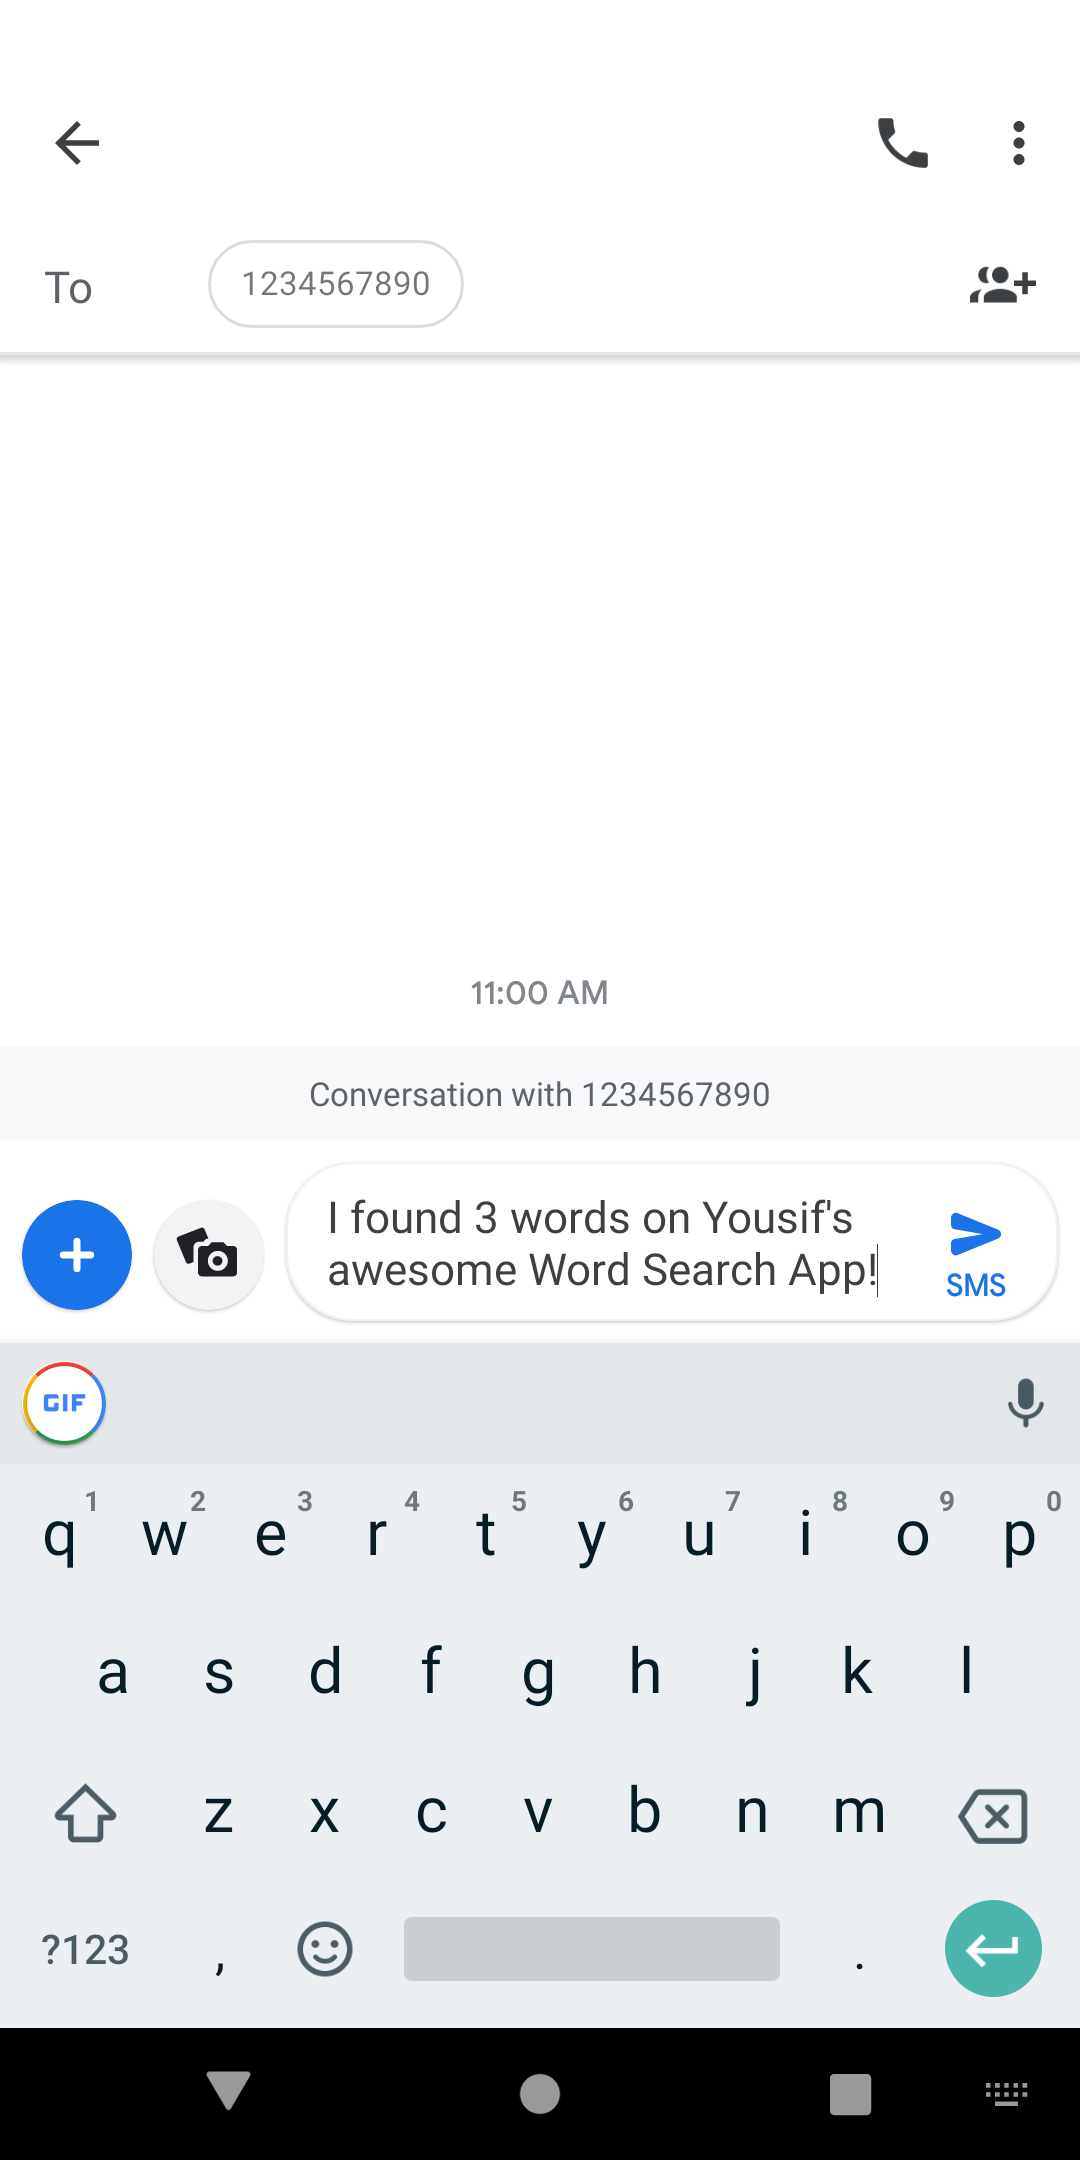 To
1234567890
11:00 AM
Conversation with 1234567890
I found 3 words on Yousif's
awesome Word Search App!
SMS
GIF
1 2 3 4 5 6 7 8 9 0
q w e r t y u i o p
a s d f g h j k l
z x c v b n m
?123 , .